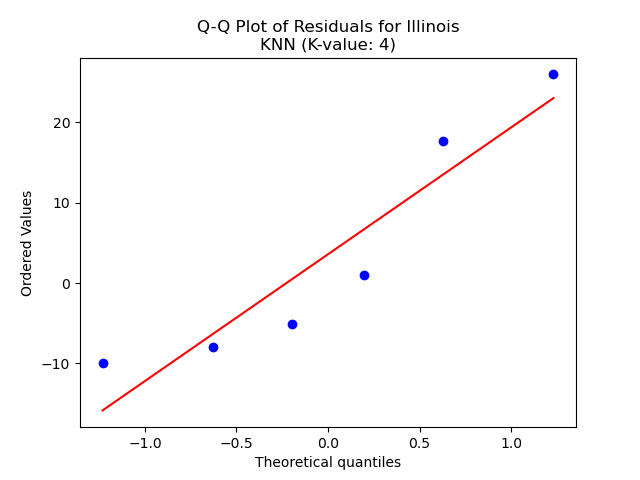 Q-Q Plot of Residuals for Illinois
KNN (K-value: 4)
Ordered Values
20
10
0
−10
−1.0
−0.5
0.0
0.5
1.0
Theoretical quantiles